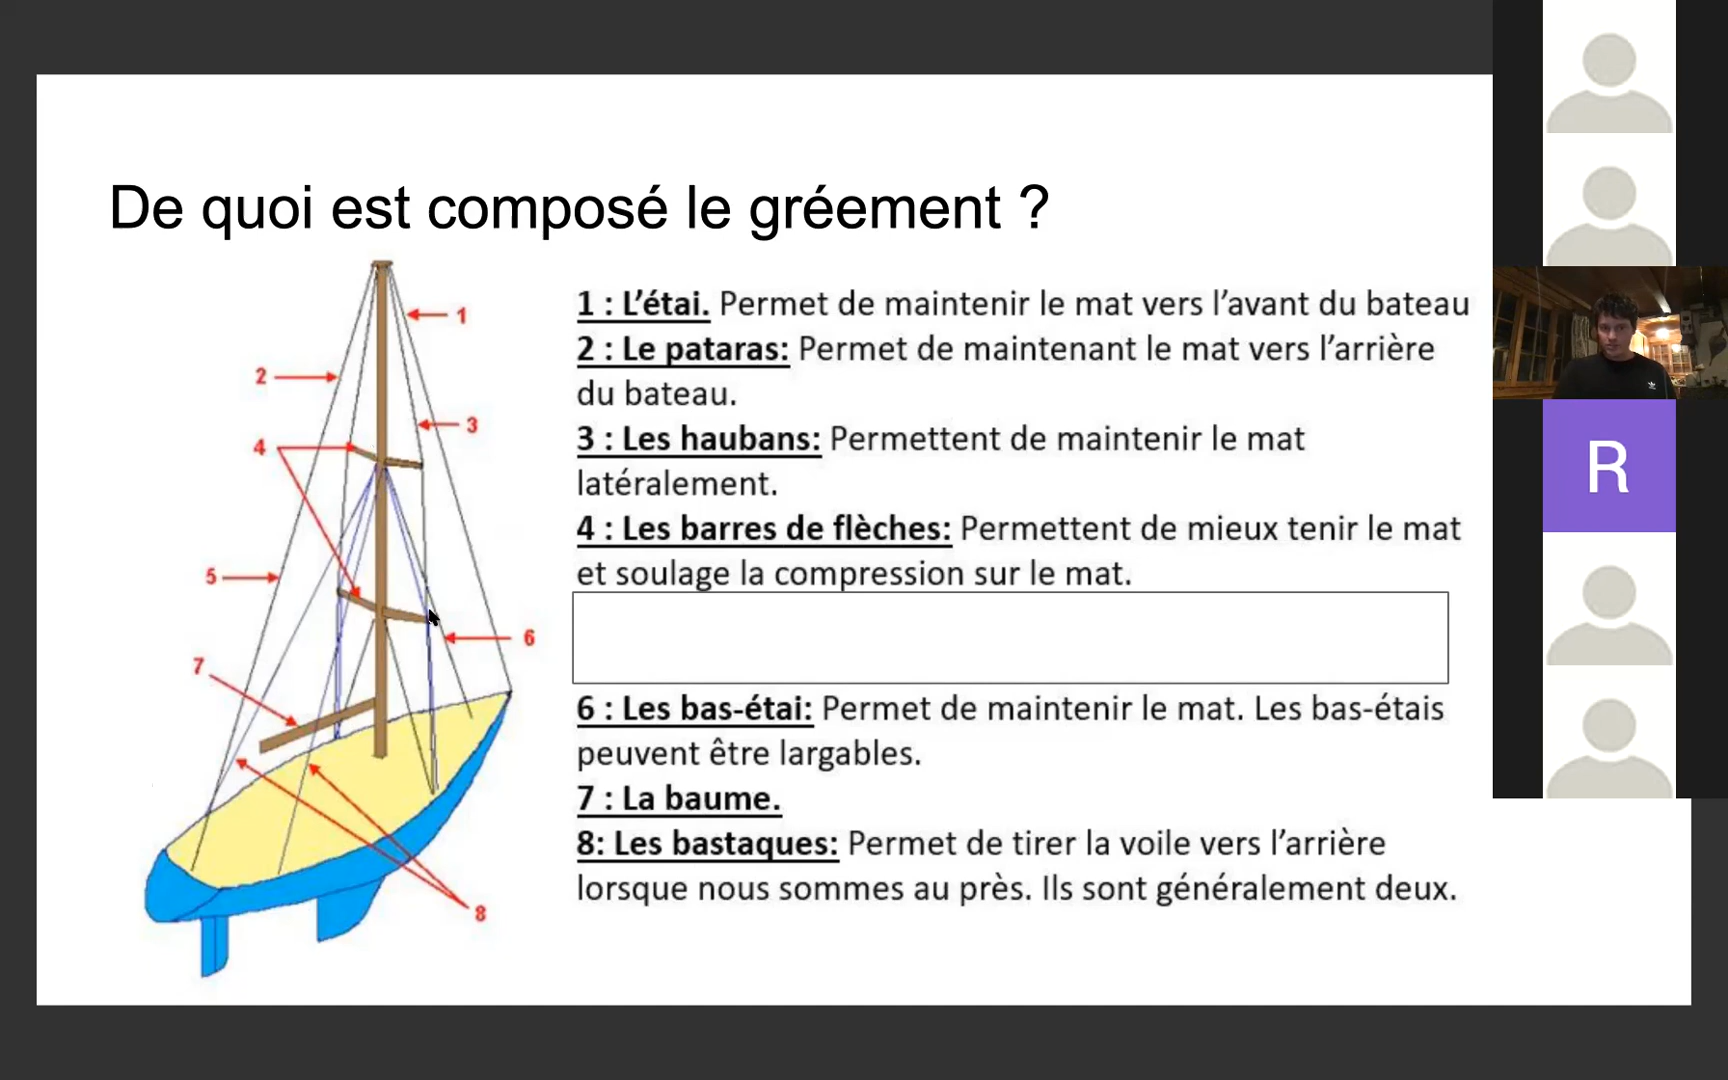 De quoi est composé le gréement ?
1 : L’étai. Permet de maintenir le mat vers l’avant du bateau
2 : Le pataras: Permet de maintenant le mat vers l’arrière
du bateau.
3 : Les haubans: Permettent de maintenir le mat
latéralement.
4 : Les barres de flèches: Permettent de mieux tenir le mat
et soulage la compression sur le mat.
6 : Les bas-étai: Permet de maintenir le mat. Les bas-étais
peuvent être largables.
7 : La baume.
8: Les bastaques: Permet de tirer la voile vers l’arrière
lorsque nous sommes au près. Ils sont généralement deux.
1
2
3
4
5
6
7
8
R